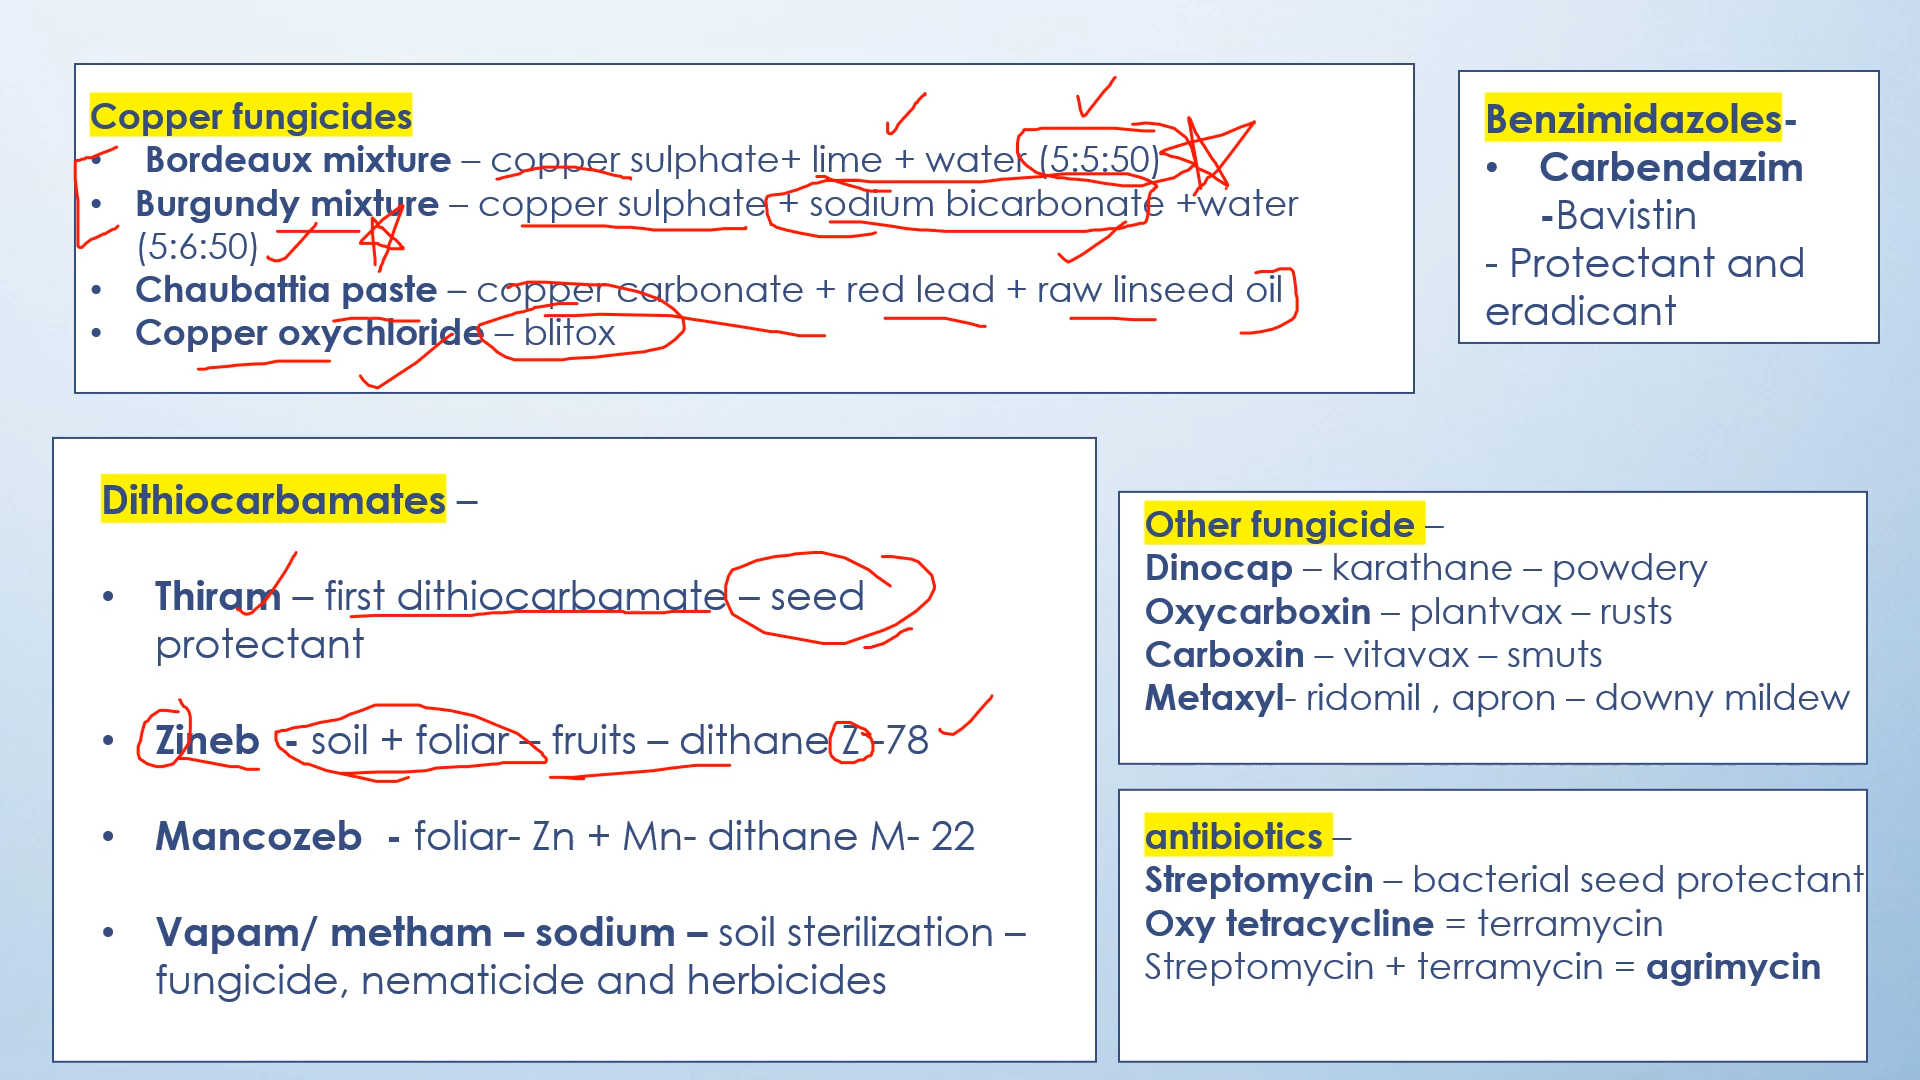 Copper fungicides
• Bordeaux mixture – copper sulphate+ lime + water (5:5:50)
• Burgundy mixture – copper sulphate + sodium bicarbonate +water
(5:6:50)
• Chaubattia paste – copper carbonate + red lead + raw linseed oil
• Copper oxychloride – blitox
Benzimidazoles-
• Carbendazim
-Bavistin
- Protectant and
eradicant
Dithiocarbamates –
• Thiram – first dithiocarbamate – seed
protectant
• Zineb - soil + foliar – fruits – dithane Z -78
• Mancozeb - foliar- Zn + Mn- dithane M- 22
• Vapam/ metham – sodium – soil sterilization –
fungicide, nematicide and herbicides
Other fungicide –
Dinocap – karathane – powdery
Oxycarboxin – plantvax – rusts
Carboxin – vitavax – smuts
Metaxyl- ridomil , apron – downy mildew
antibiotics –
Streptomycin – bacterial seed protectant
Oxy tetracycline = terramycin
Streptomycin + terramycin = agrimycin